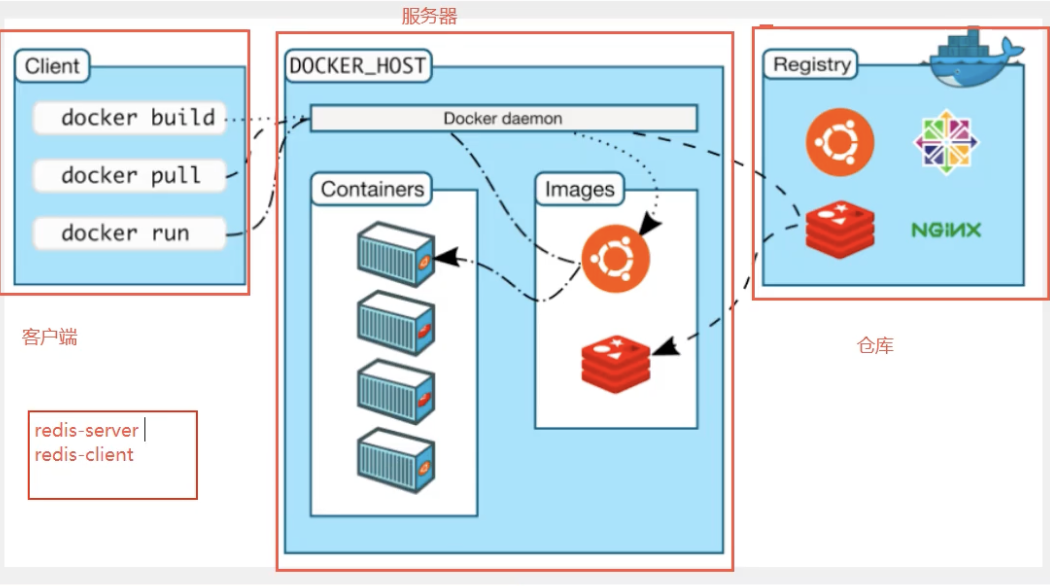 服务器
Client
docker build
docker pull
docker run
DOCKER_HOST
Docker daemon
Containers
Images
Registry
NGiNX
客户端
仓库
redis-server
redis-client